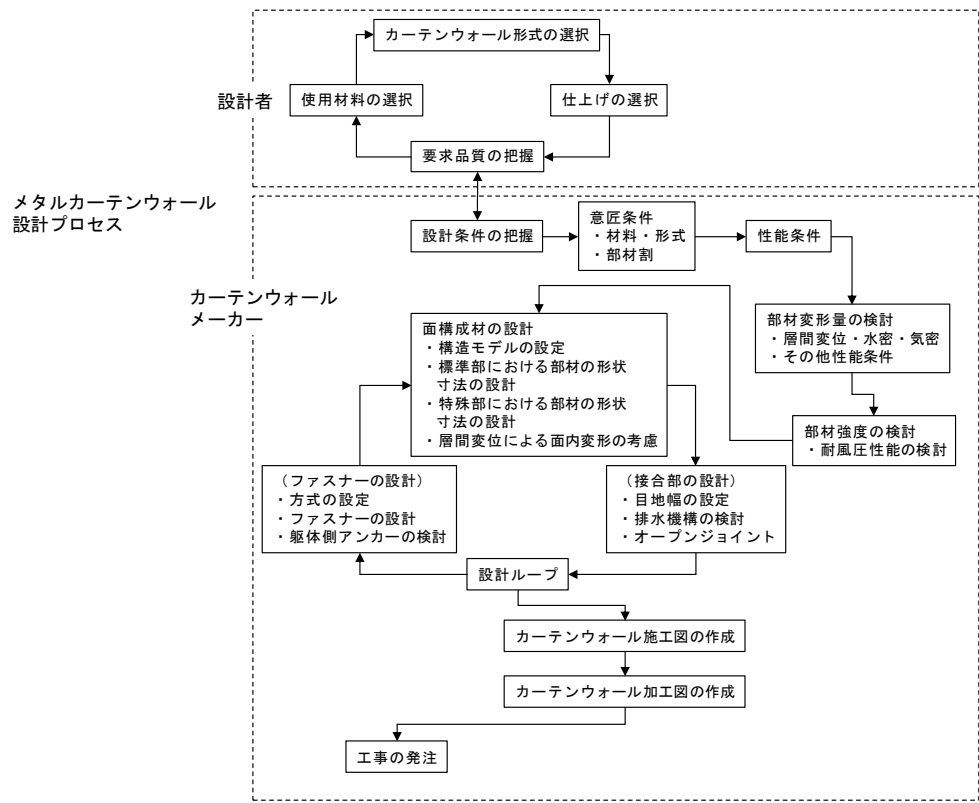 カーテンウォール形式の選択
設計者
使用材料の選択
仕上げの選択
要求品質の把握
メタルカーテンウォール
設計プロセス
設計条件の把握
意匠条件
・材料・形式
・部材割
性能条件
カーテンウォール
メーカー
面構成材の設計
・構造モデルの設定
・標準部における部材の形状
寸法の設計
・特殊部における部材の形状
寸法の設計
・層間変位による面内変形の考慮
部材変形量の検討
・層間変位・水密・気密
・その他性能条件
部材強度の検討
・耐風圧性能の検討
（ファスナーの設計）
・方式の設定
・ファスナーの設計
・躯体側アンカーの検討
（接合部の設計）
・目地幅の設定
・排水機構の検討
・オープンジョイント
設計ループ
カーテンウォール施工図の作成
カーテンウォール加工図の作成
工事の発注